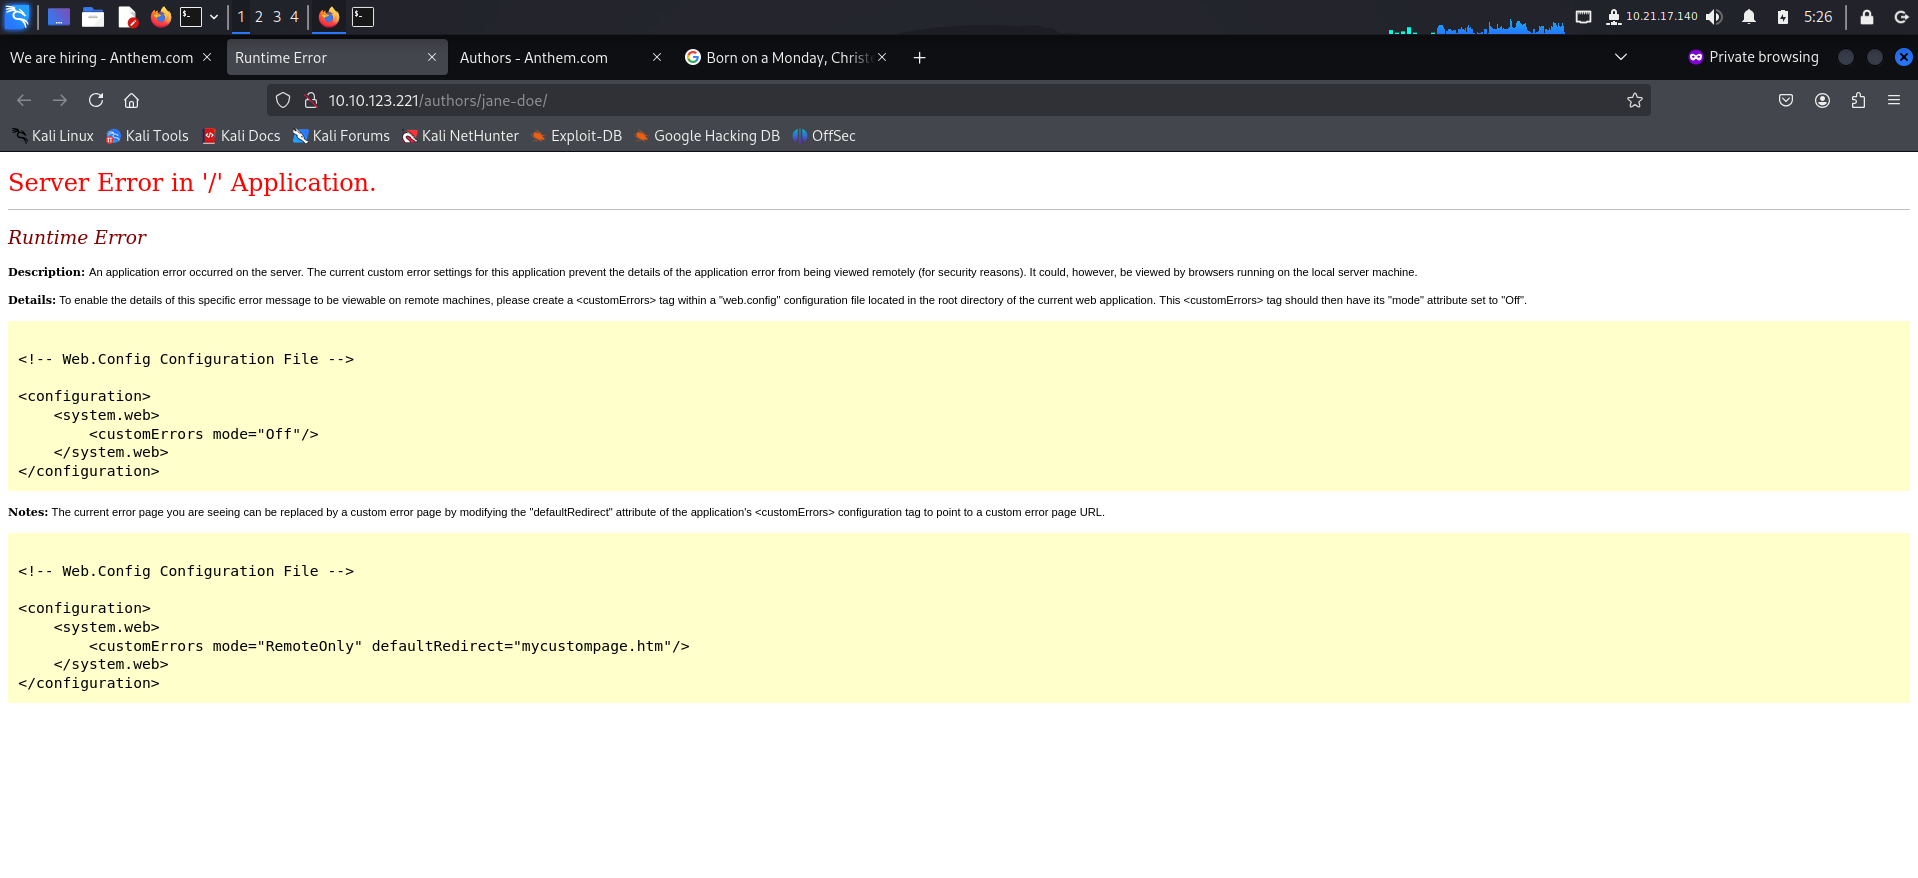 1 2 3 4
10.21.17.140
5:26
We are hiring - Anthem.com
Runtime Error
Authors - Anthem.com
Born on a Monday, Christ
Private browsing
10.10.123.221/authors/jane-doe/
Kali Linux Kali Tools Kali Docs Kali Forums Kali NetHunter Exploit-DB Google Hacking DB OffSec
Server Error in '/' Application.
Runtime Error
Description: An application error occurred on the server. The current custom error settings for this application prevent the details of the application error from being viewed remotely (for security reasons). It could, however, be viewed by browsers running on the local server machine.
Details: To enable the details of this specific error message to be viewable on remote machines, please create a <customErrors> tag within a "web.config" configuration file located in the root directory of the current web application. This <customErrors> tag should then have its "mode" attribute set to "Off".
<!-- Web.Config Configuration File -->
<configuration>
    <system.web>
        <customErrors mode="Off"/>
    </system.web>
</configuration>
Notes: The current error page you are seeing can be replaced by a custom error page by modifying the "defaultRedirect" attribute of the application's <customErrors> configuration tag to point to a custom error page URL.
<!-- Web.Config Configuration File -->
<configuration>
    <system.web>
        <customErrors mode="RemoteOnly" defaultRedirect="mycustompage.htm"/>
    </system.web>
</configuration>